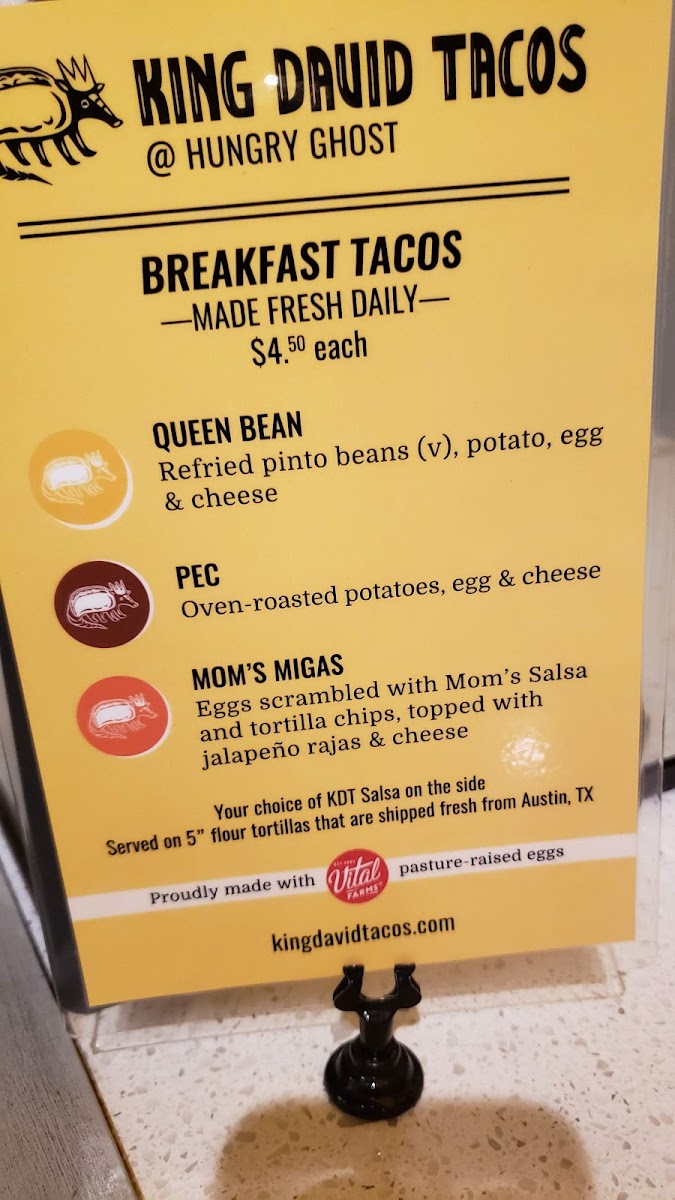 KING DAVID TACOS
@ HUNGRY GHOST
BREAKFAST TACOS
—MADE FRESH DAILY—
$4.50 each
QUEEN BEAN
Refried pinto beans (v), potato, egg
& cheese
PEC
Oven-roasted potatoes, egg & cheese
MOM'S MIGAS
Eggs scrambled with Mom's Salsa
and tortilla chips, topped with
jalapeño rajas & cheese
Your choice of KDT Salsa on the side
Served on 5" flour tortillas that are shipped fresh from Austin, TX
Proudly made with Vital FARMS pasture-raised eggs
kingdavidtacos.com